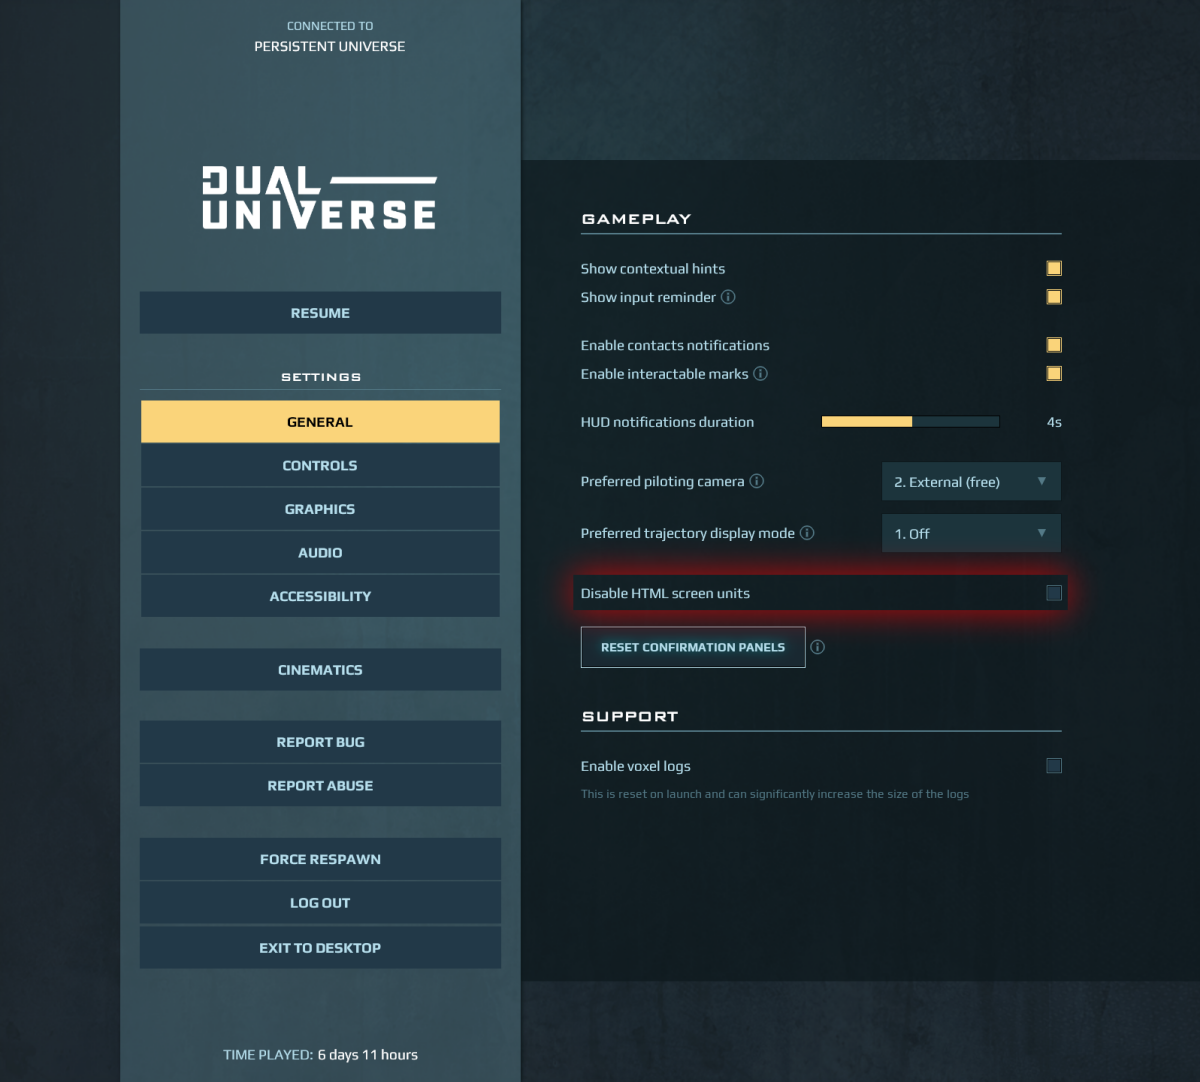 CONNECTED TO
PERSISTENT UNIVERSE
DUAL
UNIVERSE
RESUME
SETTINGS
GENERAL
CONTROLS
GRAPHICS
AUDIO
ACCESSIBILITY
CINEMATICS
REPORT BUG
REPORT ABUSE
FORCE RESPAWN
LOG OUT
EXIT TO DESKTOP
TIME PLAYED: 6 days 11 hours
GAMEPLAY
Show contextual hints
Show input reminder
Enable contacts notifications
Enable interactable marks
HUD notifications duration 4s
Preferred piloting camera 2. External (free)
Preferred trajectory display mode 1. Off
Disable HTML screen units
RESET CONFIRMATION PANELS
SUPPORT
Enable voxel logs
This is reset on launch and can significantly increase the size of the logs